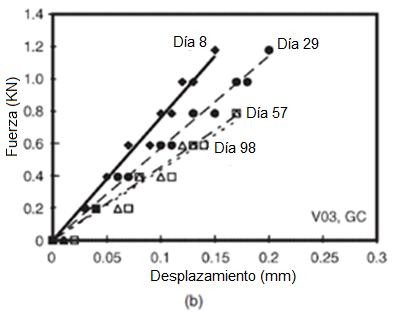 Día 8
Día 29
Día 57
Día 98
V03, GC
Fuerza (KN)
1.4
1.2
1.0
0.8
0.6
0.4
0.2
0
0 0.05 0.1 0.15 0.2 0.25 0.3
Desplazamiento (mm)
(b)